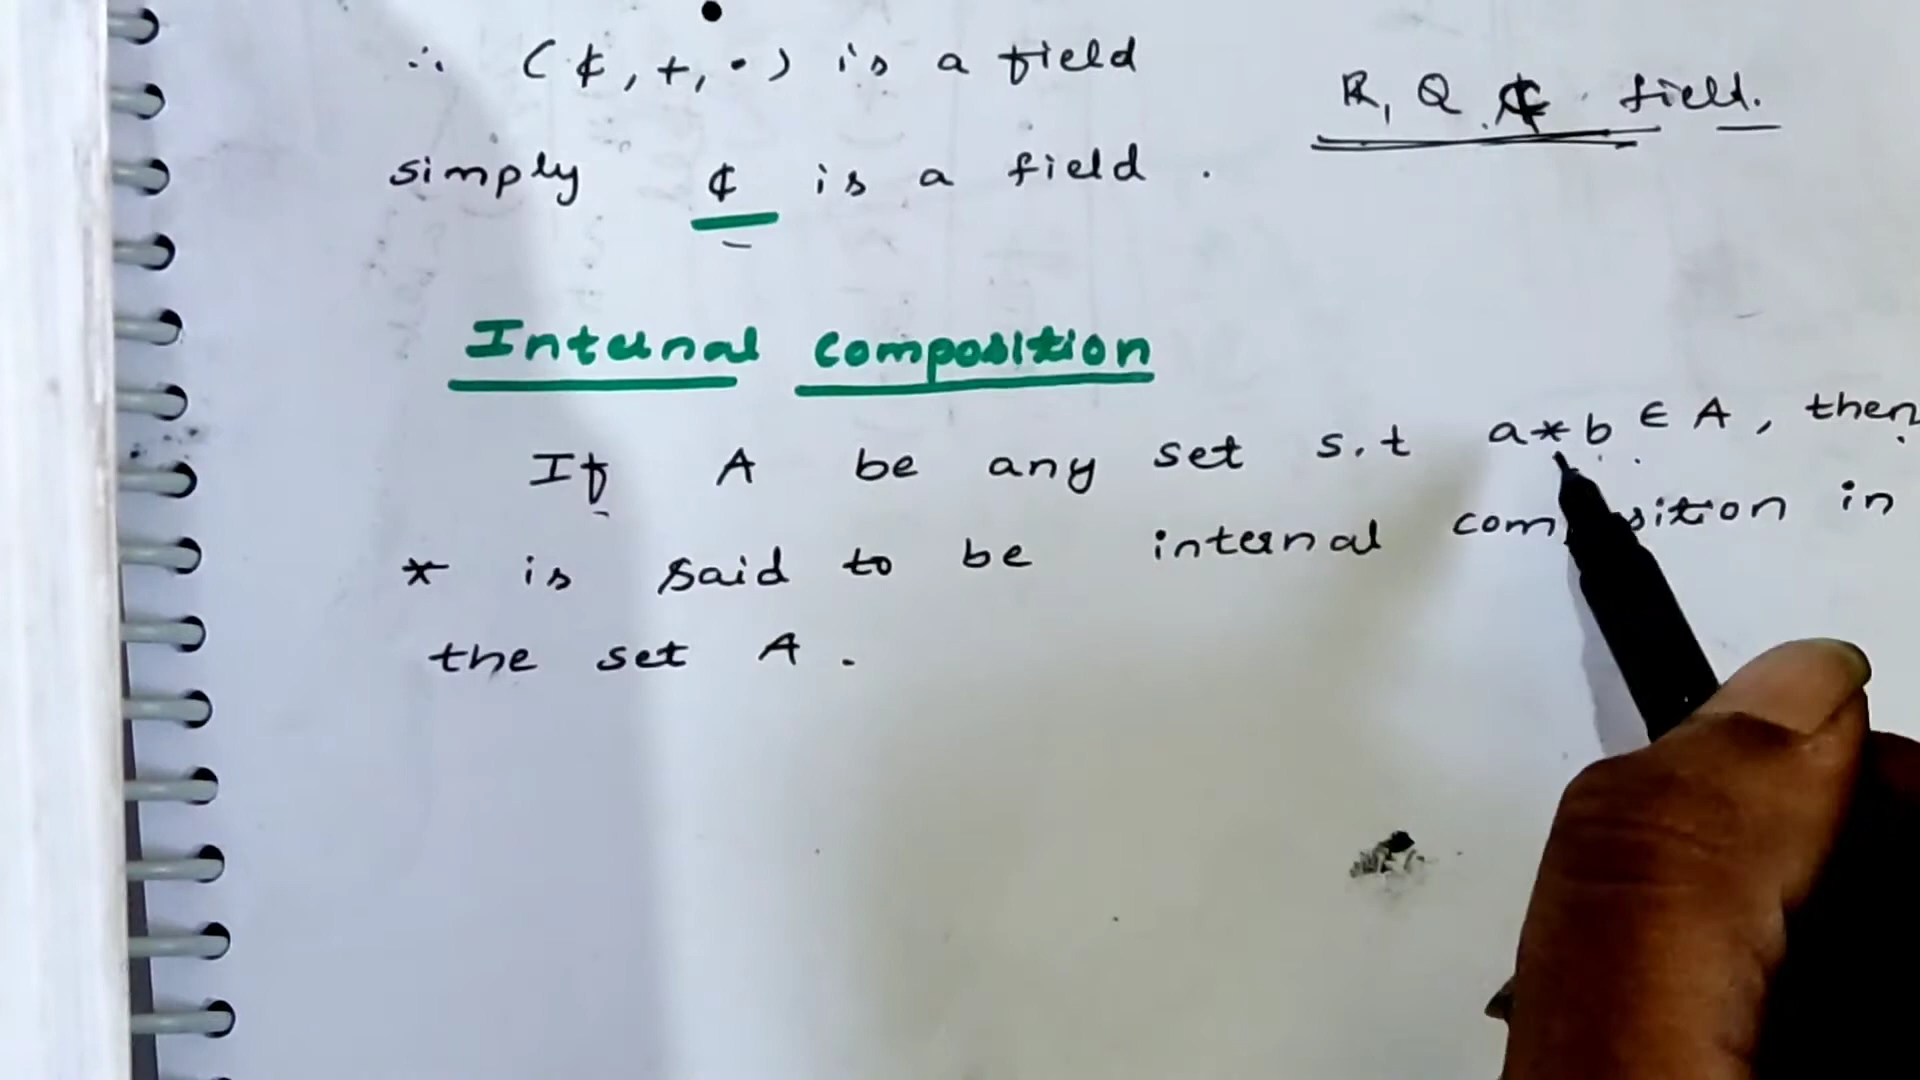 ∴ (ℂ, +, •) is a field
R, Q, ℂ field.
simply ℂ is a field.
Internal composition
If A be any set s.t a*b ∈ A, then
* is said to be internal composition in
the set A.